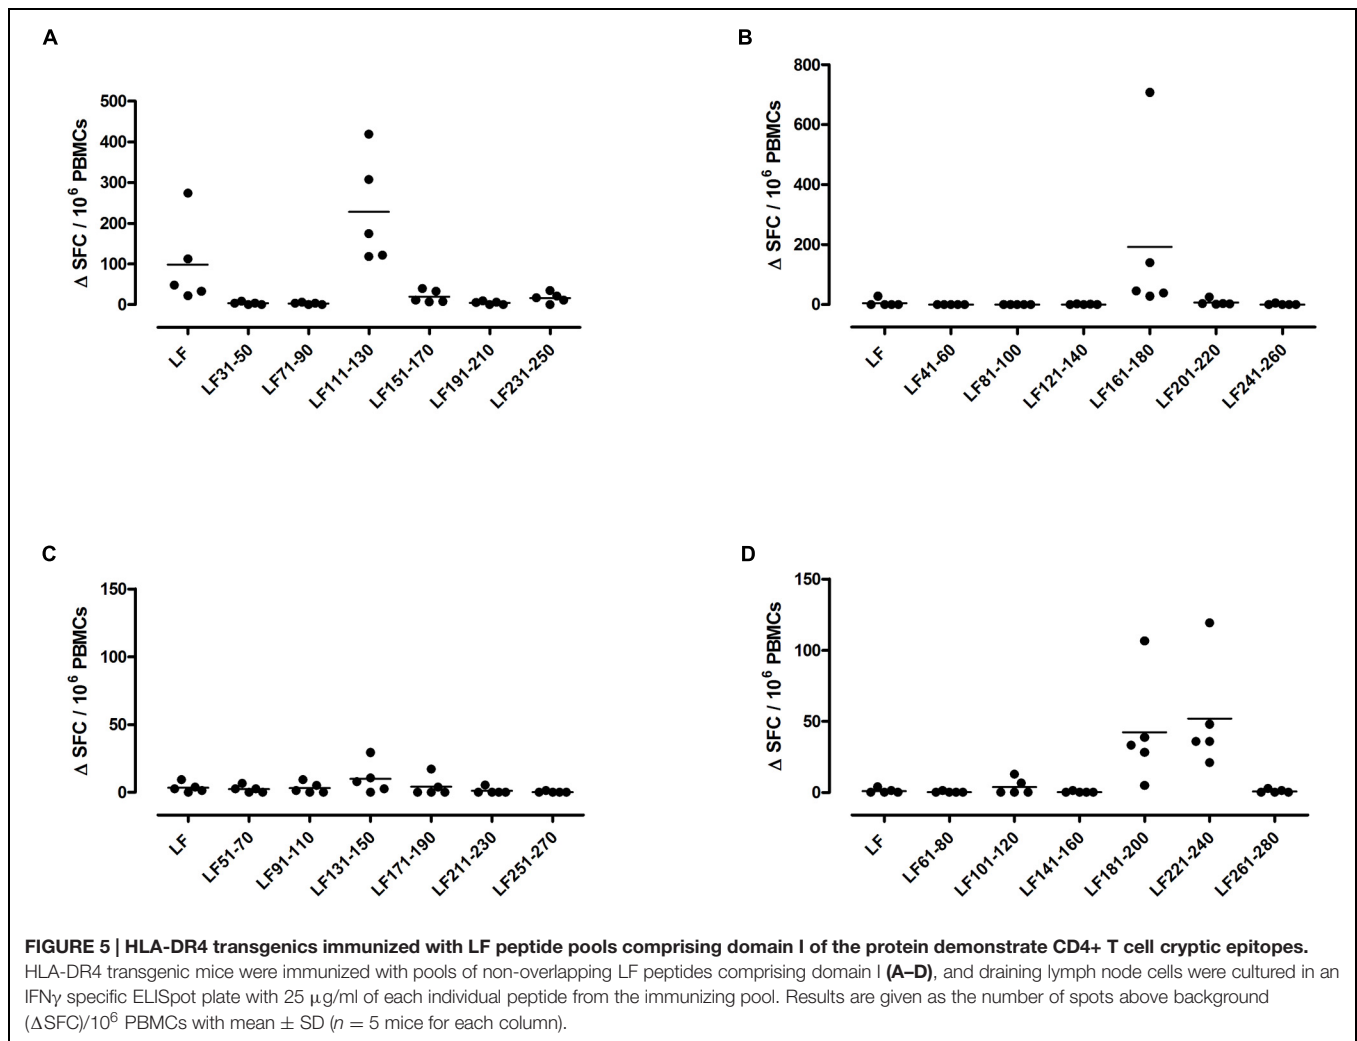 A
Δ SFC / 10⁶ PBMCs
500
400
300
200
100
0
LF
LF31-50
LF71-90
LF111-130
LF151-170
LF191-210
LF231-250
B
Δ SFC / 10⁶ PBMCs
800
600
400
200
0
LF
LF41-60
LF81-100
LF121-140
LF161-180
LF201-220
LF241-260
C
Δ SFC / 10⁶ PBMCs
150
100
50
0
LF
LF51-70
LF91-110
LF131-150
LF171-190
LF211-230
LF251-270
D
Δ SFC / 10⁶ PBMCs
150
100
50
0
LF
LF61-80
LF101-120
LF141-160
LF181-200
LF221-240
LF261-280
FIGURE 5 | HLA-DR4 transgenics immunized with LF peptide pools comprising domain I of the protein demonstrate CD4+ T cell cryptic epitopes.
HLA-DR4 transgenic mice were immunized with pools of non-overlapping LF peptides comprising domain I (A–D), and draining lymph node cells were cultured in an
IFNγ specific ELISpot plate with 25 μg/ml of each individual peptide from the immunizing pool. Results are given as the number of spots above background
(ΔSFC)/10⁶ PBMCs with mean ± SD (n = 5 mice for each column).